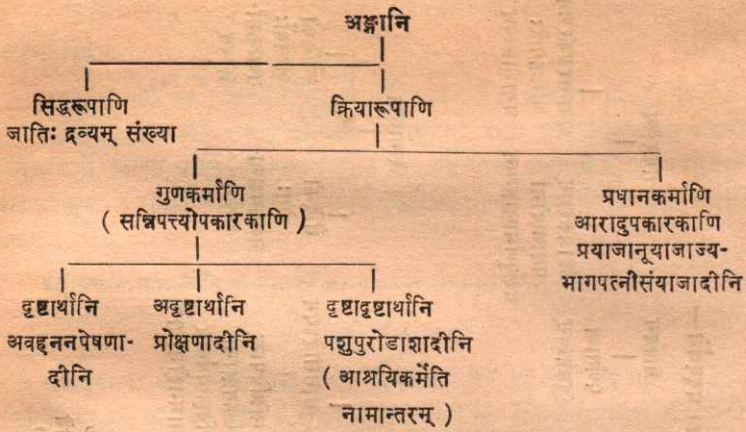 अङ्गानि
सिद्धरूपाणि
जातिः द्रव्यम् संख्या
क्रियारूपाणि
गुणकर्माणि
( सन्निपत्त्योपकारकाणि )
प्रधानकर्माणि
आरादुपकारकाणि
प्रयाजानूयाजाज्य-
भागपत्नीसंयाजादीनि
दृष्टार्थानि
अवहननपेषणा-
दीनि
अदृष्टार्थानि
प्रोक्षणादीनि
दृष्टादृष्टार्थानि
पशुपुरोडाशादीनि
( आश्रयिकर्मेति
नामान्तरम् )